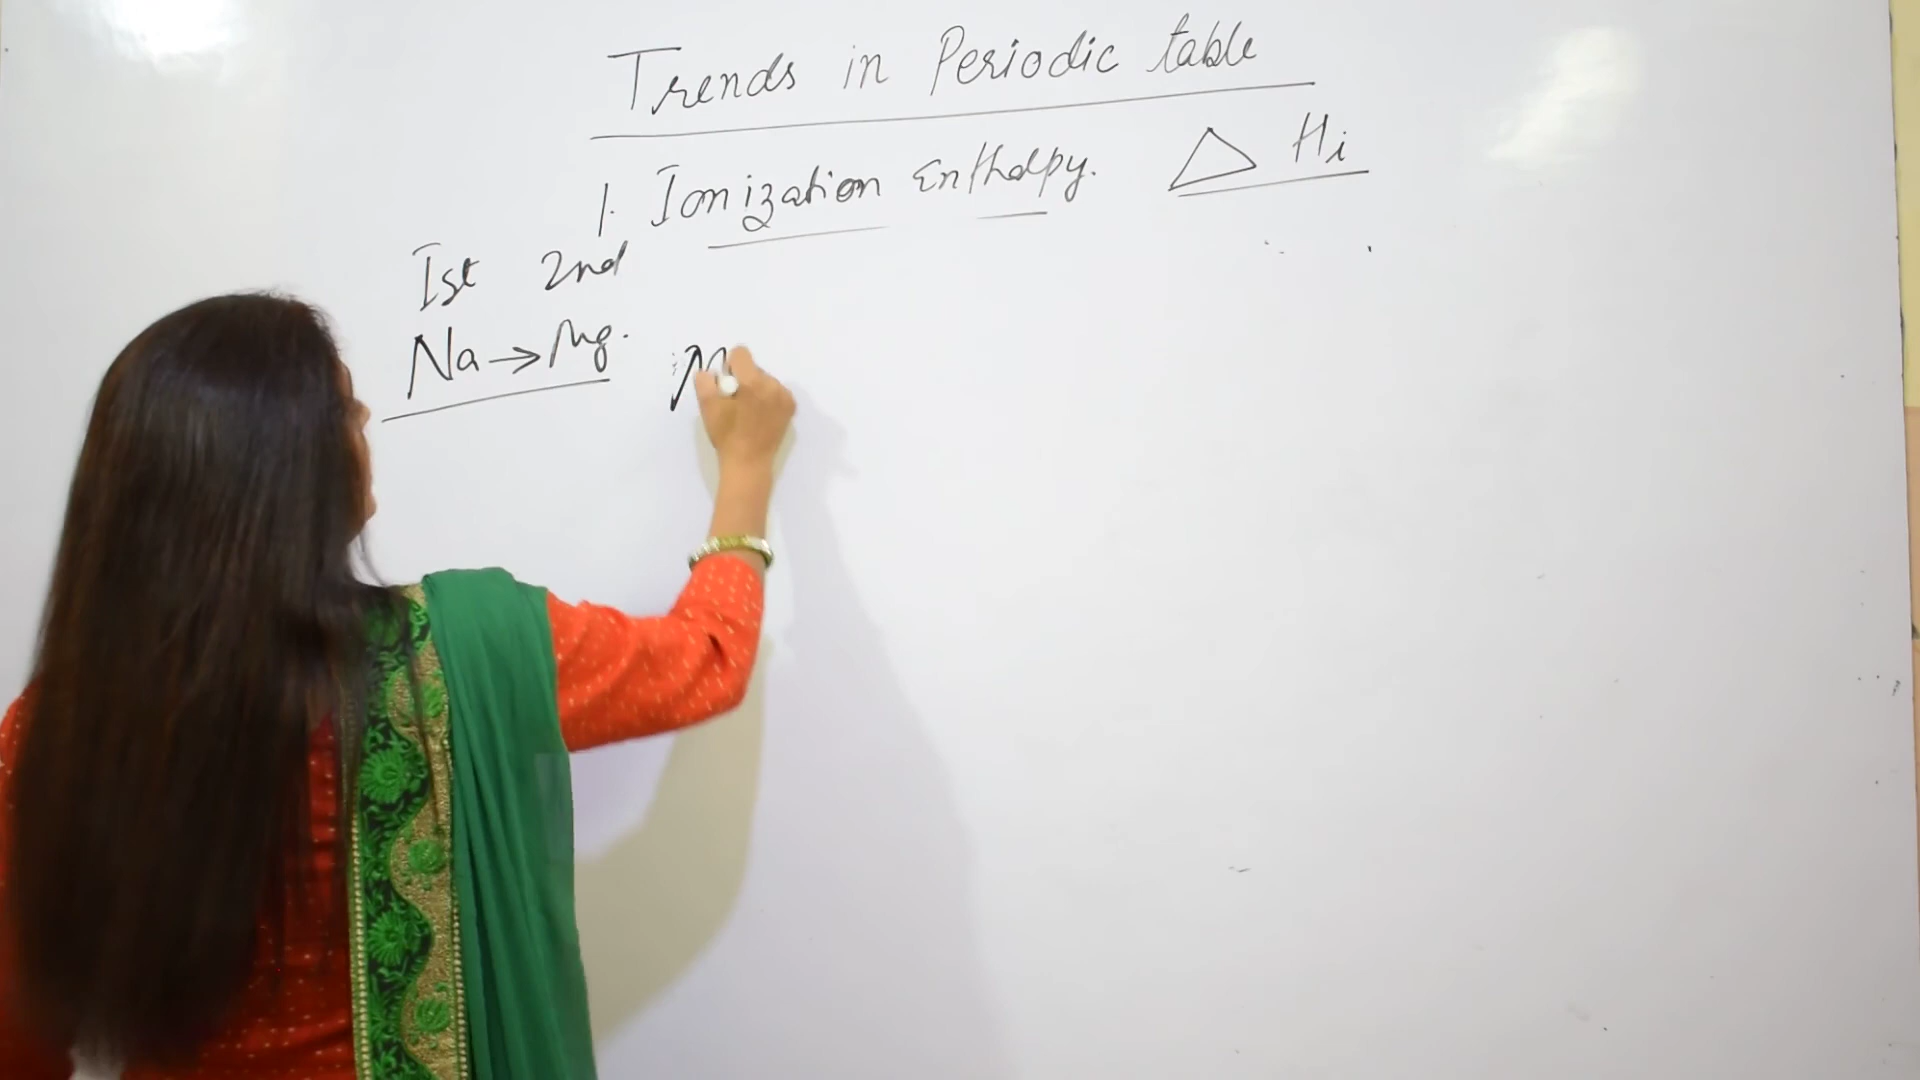 Trends in Periodic table
1. Ionization Enthalpy. △ Hi
Ist 2nd
Na → Mg.